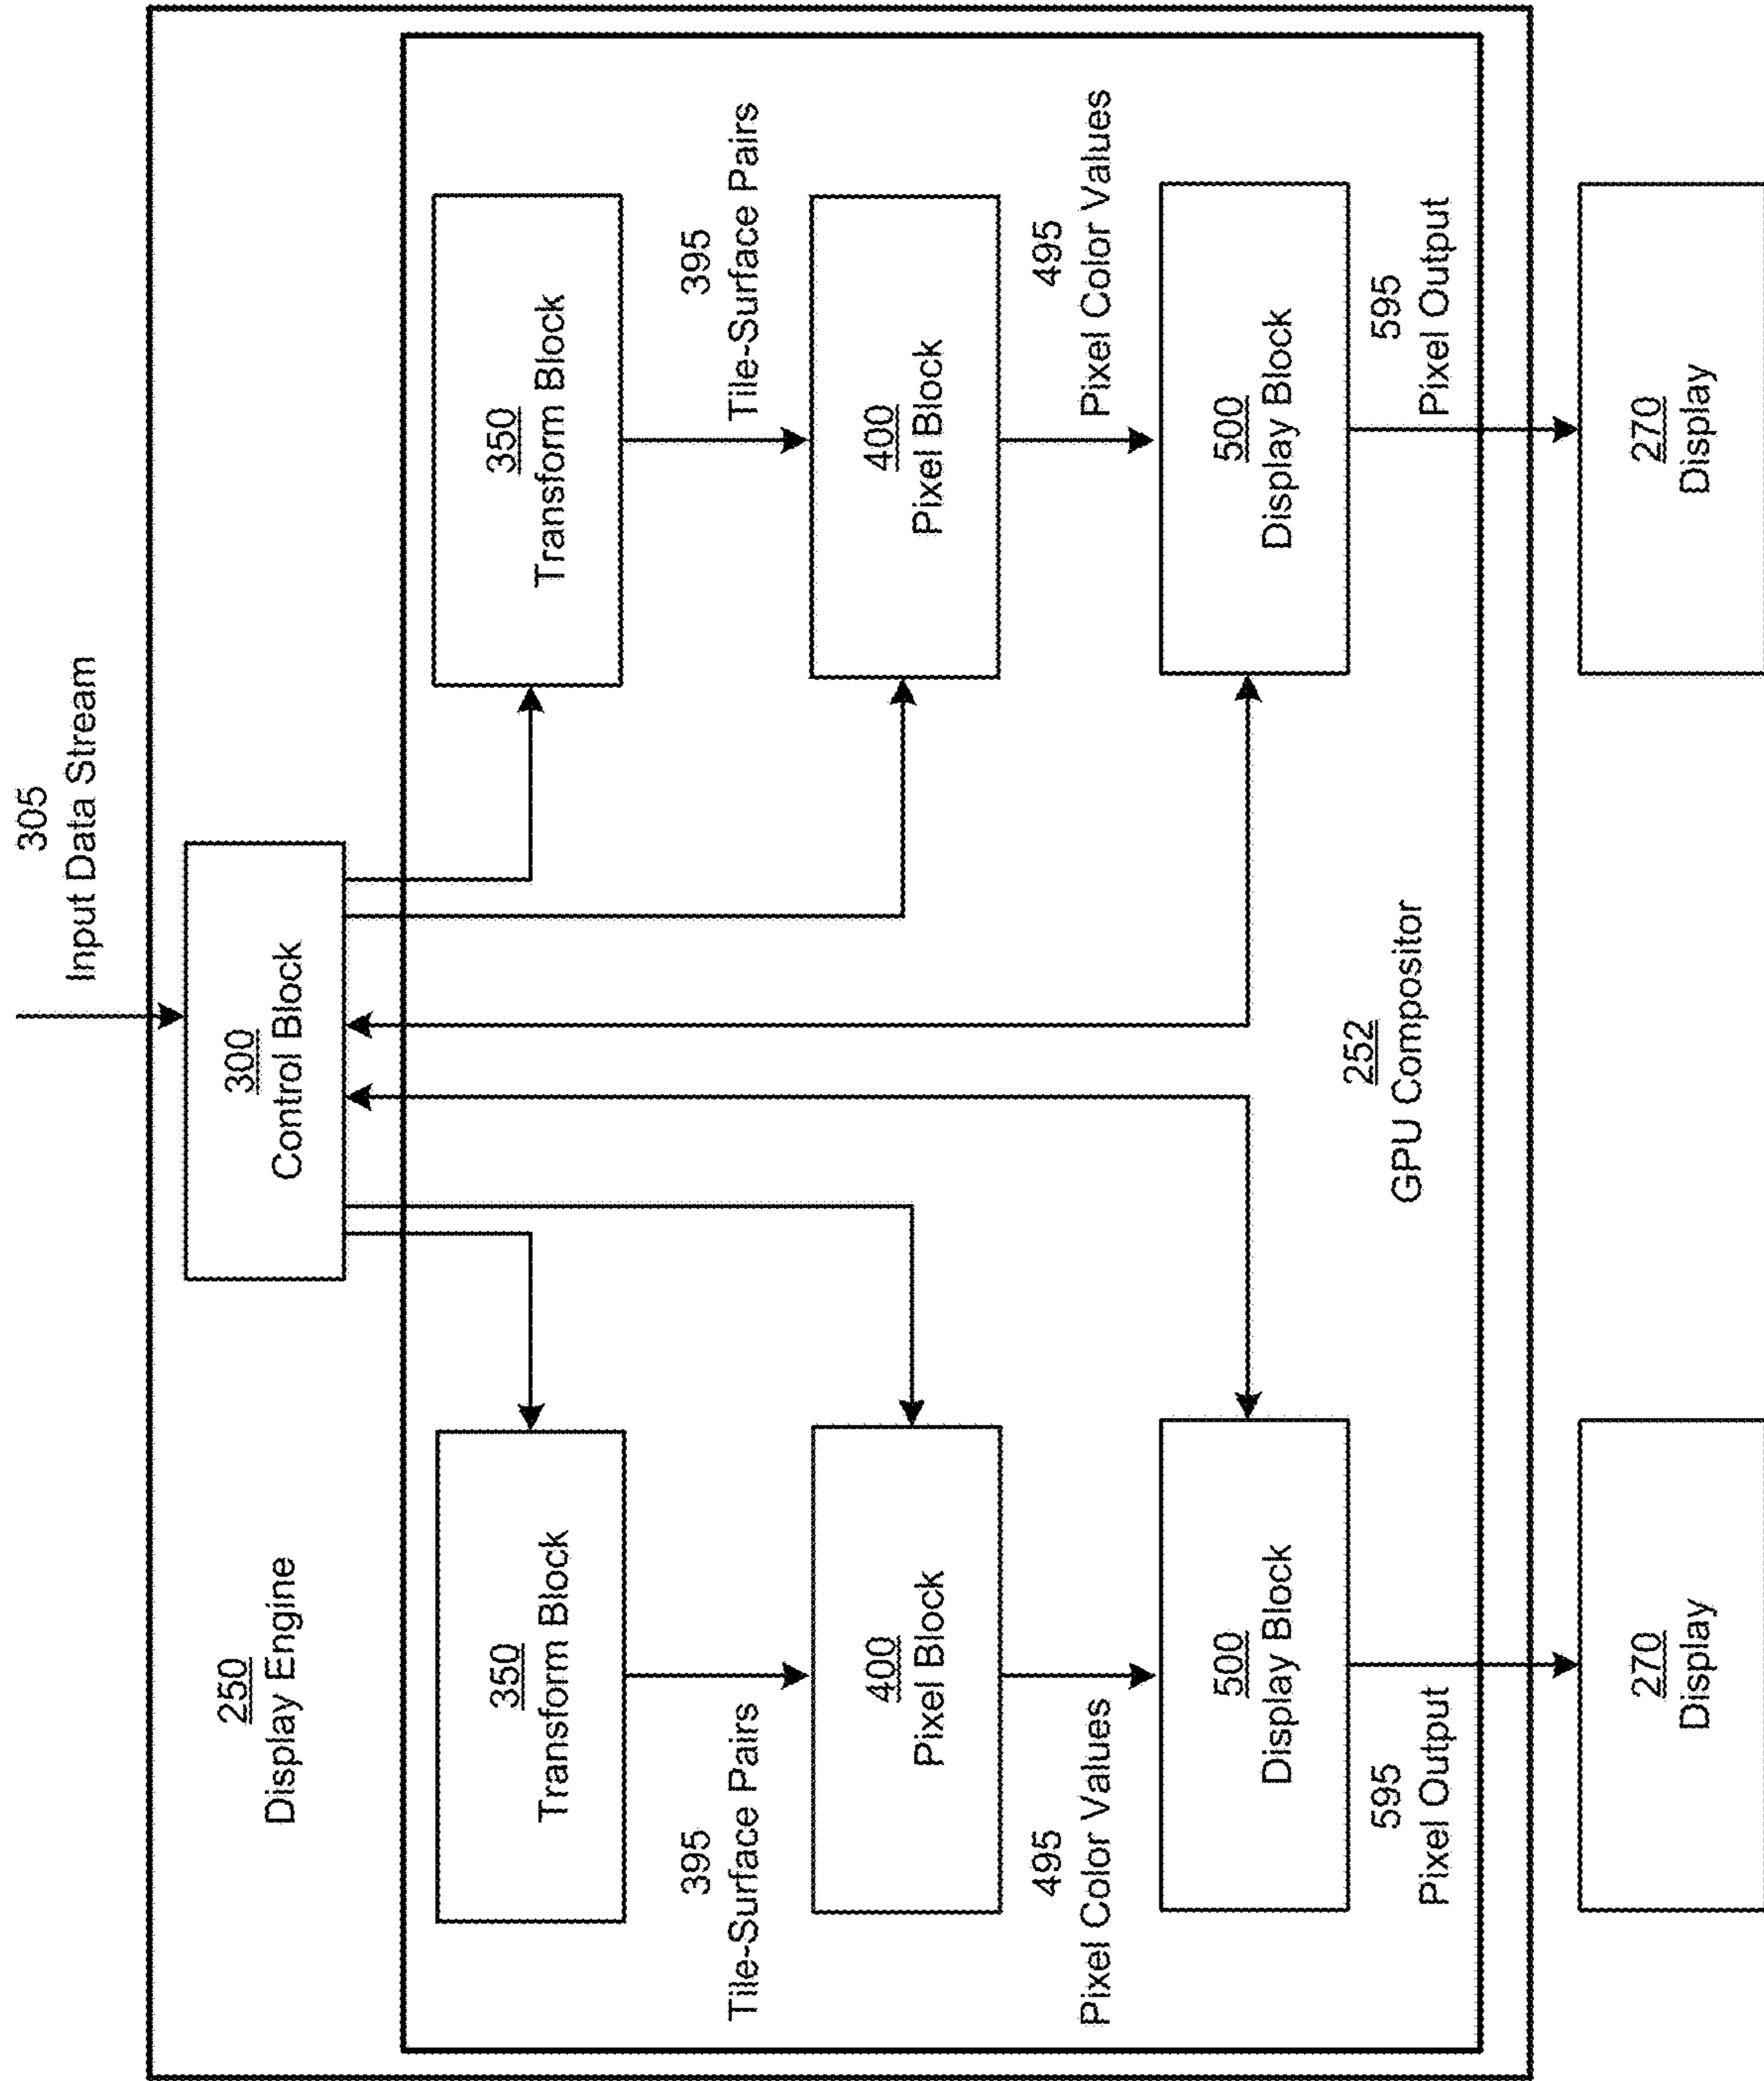 305
Input Data Stream
250
Display Engine
300
Control Block
350
Transform Block
350
Transform Block
395
Tile-Surface Pairs
395
Tile-Surface Pairs
400
Pixel Block
400
Pixel Block
495
Pixel Color Values
495
Pixel Color Values
500
Display Block
500
Display Block
252
GPU Compositor
595
Pixel Output
595
Pixel Output
270
Display
270
Display